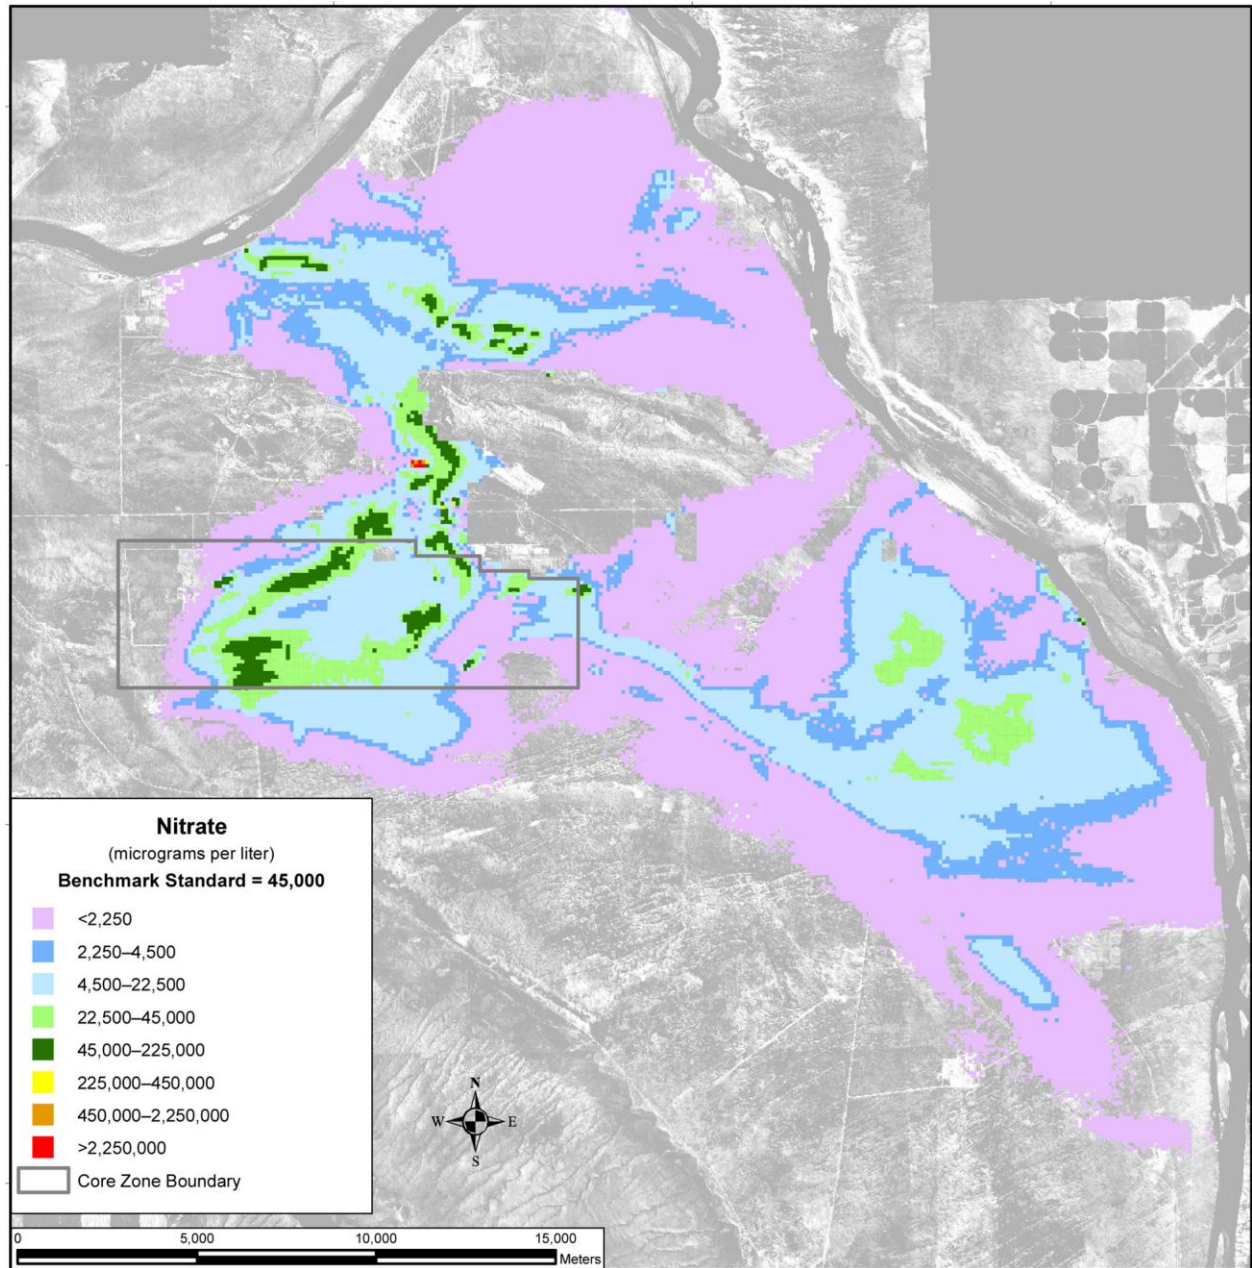 Nitrate
(micrograms per liter)
Benchmark Standard = 45,000
<2,250
2,250–4,500
4,500–22,500
22,500–45,000
45,000–225,000
225,000–450,000
450,000–2,250,000
>2,250,000
Core Zone Boundary
N
W E
S
0 5,000 10,000 15,000
Meters